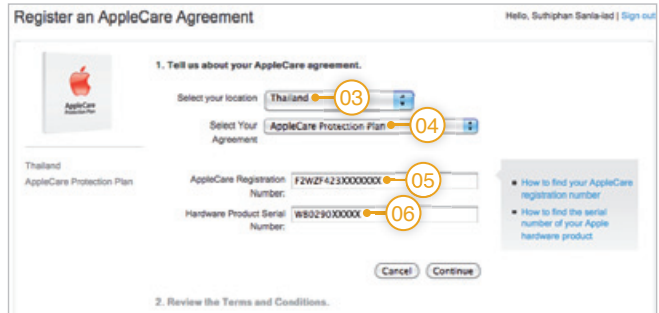 Register an AppleCare Agreement
Hello, Suthiphan Sanla-iad | Sign out
1. Tell us about your AppleCare agreement.
AppleCare
Protection Plan
Select your location Thailand 03
Select Your Agreement AppleCare Protection Plan 04
Thailand
AppleCare Protection Plan
AppleCare Registration Number: F2WZF423XXXXXXX 05
Hardware Product Serial Number: W80290XXXXX 06
How to find your AppleCare
registration number
How to find the serial
number of your Apple
hardware product
Cancel Continue
2. Review the Terms and Conditions.